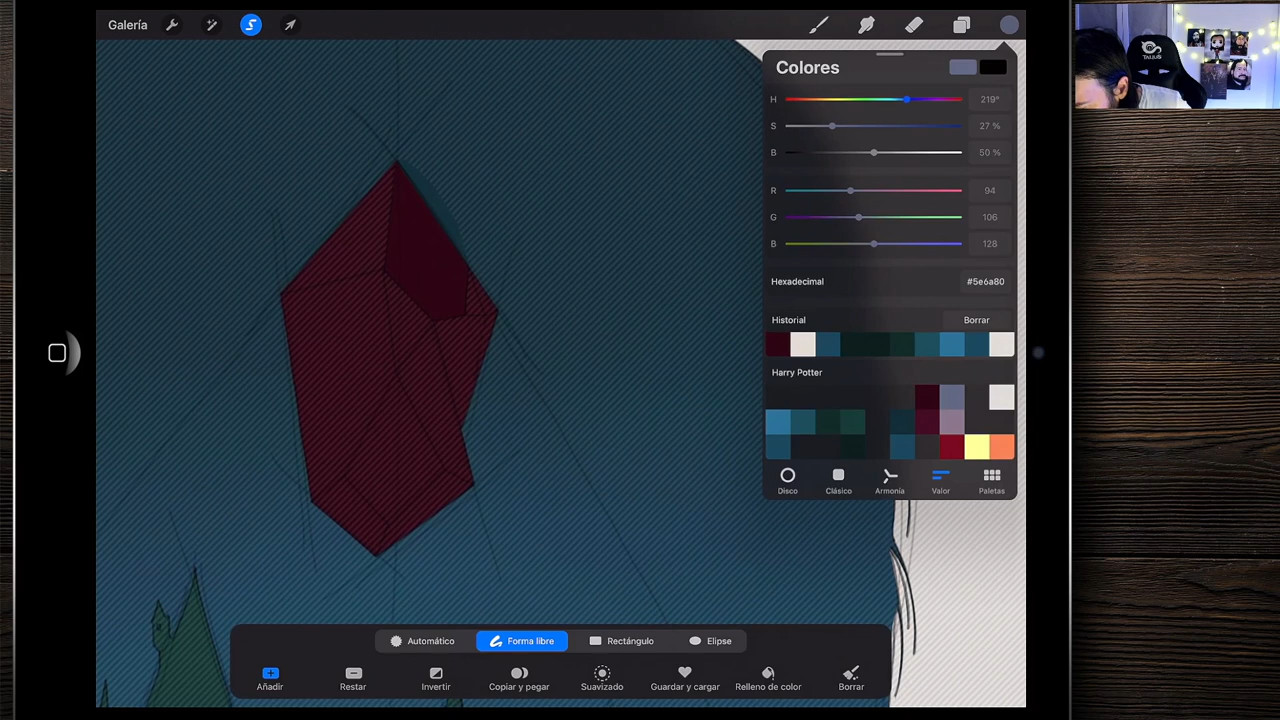 Galería
Colores
H 219°
S 27 %
B 50 %
R 94
G 106
B 128
Hexadecimal #5e6a80
Historial Borrar
Harry Potter
Disco Clásico Armonía Valor Paletas
Automático Forma libre Rectángulo Elipse
Añadir Restar Invertir Copiar y pegar Suavizado Guardar y cargar Relleno de color Borrar